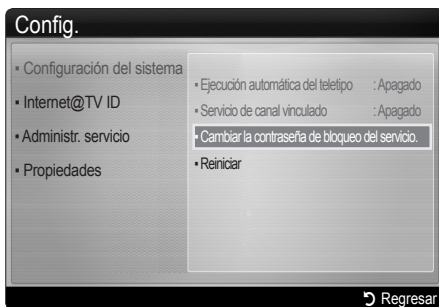 Config.
▪ Configuración del sistema
▪ Internet@TV ID
▪ Administr. servicio
▪ Propiedades
▪ Ejecución automática del teletipo : Apagado
▪ Servicio de canal vinculado : Apagado
▪ Cambiar la contraseña de bloqueo del servicio.
▪ Reiniciar
Regresar